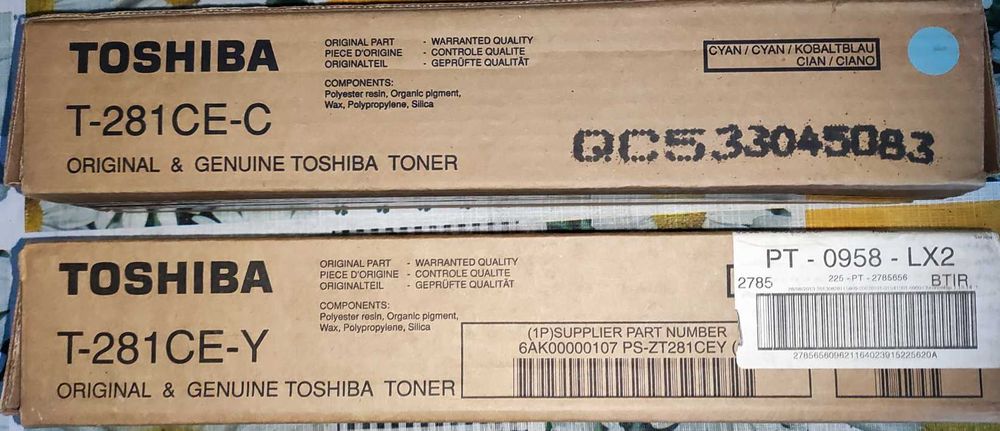 TOSHIBA
T-281CE-C
ORIGINAL & GENUINE TOSHIBA TONER
ORIGINAL PART - WARRANTED QUALITY
PIECE D'ORIGINE - CONTROLE QUALITE
ORIGINALTEIL - GEPRÜFTE QUALITÄT
COMPONENTS:
Polyester resin, Organic pigment,
Wax, Polypropylene, Silica
CYAN / CYAN / KOBALTBLAU
CIAN / CIANO
QC533045083
TOSHIBA
T-281CE-Y
ORIGINAL & GENUINE TOSHIBA TONER
ORIGINAL PART - WARRANTED QUALITY
PIECE D'ORIGINE - CONTROLE QUALITE
ORIGINALTEIL - GEPRÜFTE QUALITÄT
COMPONENTS:
Polyester resin, Organic pigment,
Wax, Polypropylene, Silica
(1P)SUPPLIER PART NUMBER
6AK00000107 PS-ZT281CEY (
PT - 0958 - LX2
2785 225 - PT - 2785656 BTIR
278565609621164023915225620A